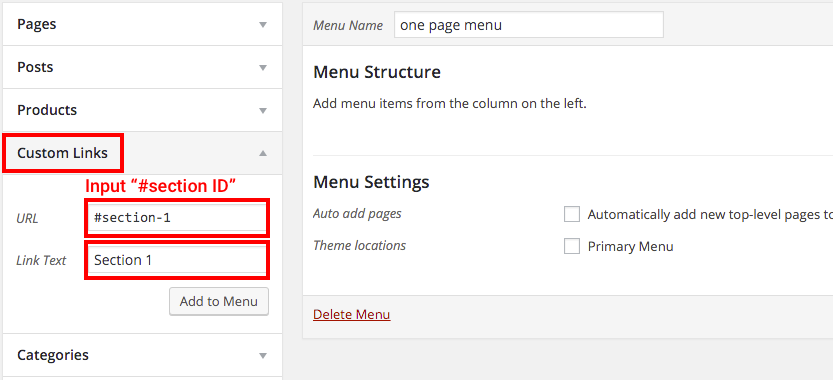 Pages
Posts
Products
Custom Links
Input “#section ID”
URL
#section-1
Link Text
Section 1
Add to Menu
Categories
Menu Name
one page menu
Menu Structure
Add menu items from the column on the left.
Menu Settings
Auto add pages
Automatically add new top-level pages to
Theme locations
Primary Menu
Delete Menu